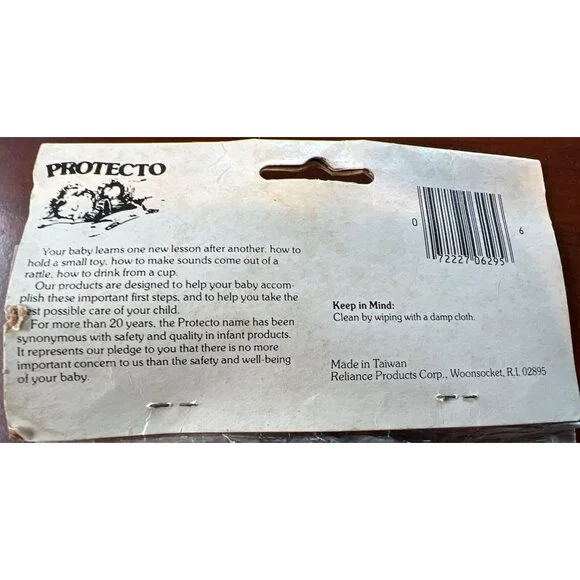 PROTECTO
Your baby learns one new lesson after another: how to
hold a small toy, how to make sounds come out of a
rattle, how to drink from a cup.
Our products are designed to help your baby accom-
plish these important first steps, and to help you take the
est possible care of your child.
For more than 20 years, the Protecto name has been
synonymous with safety and quality in infant products.
It represents our pledge to you that there is no more
important concern to us than the safety and well-being
of your baby.
0 72227 06295 6
Keep in Mind:
Clean by wiping with a damp cloth.
Made in Taiwan
Reliance Products Corp., Woonsocket, R.I. 02895